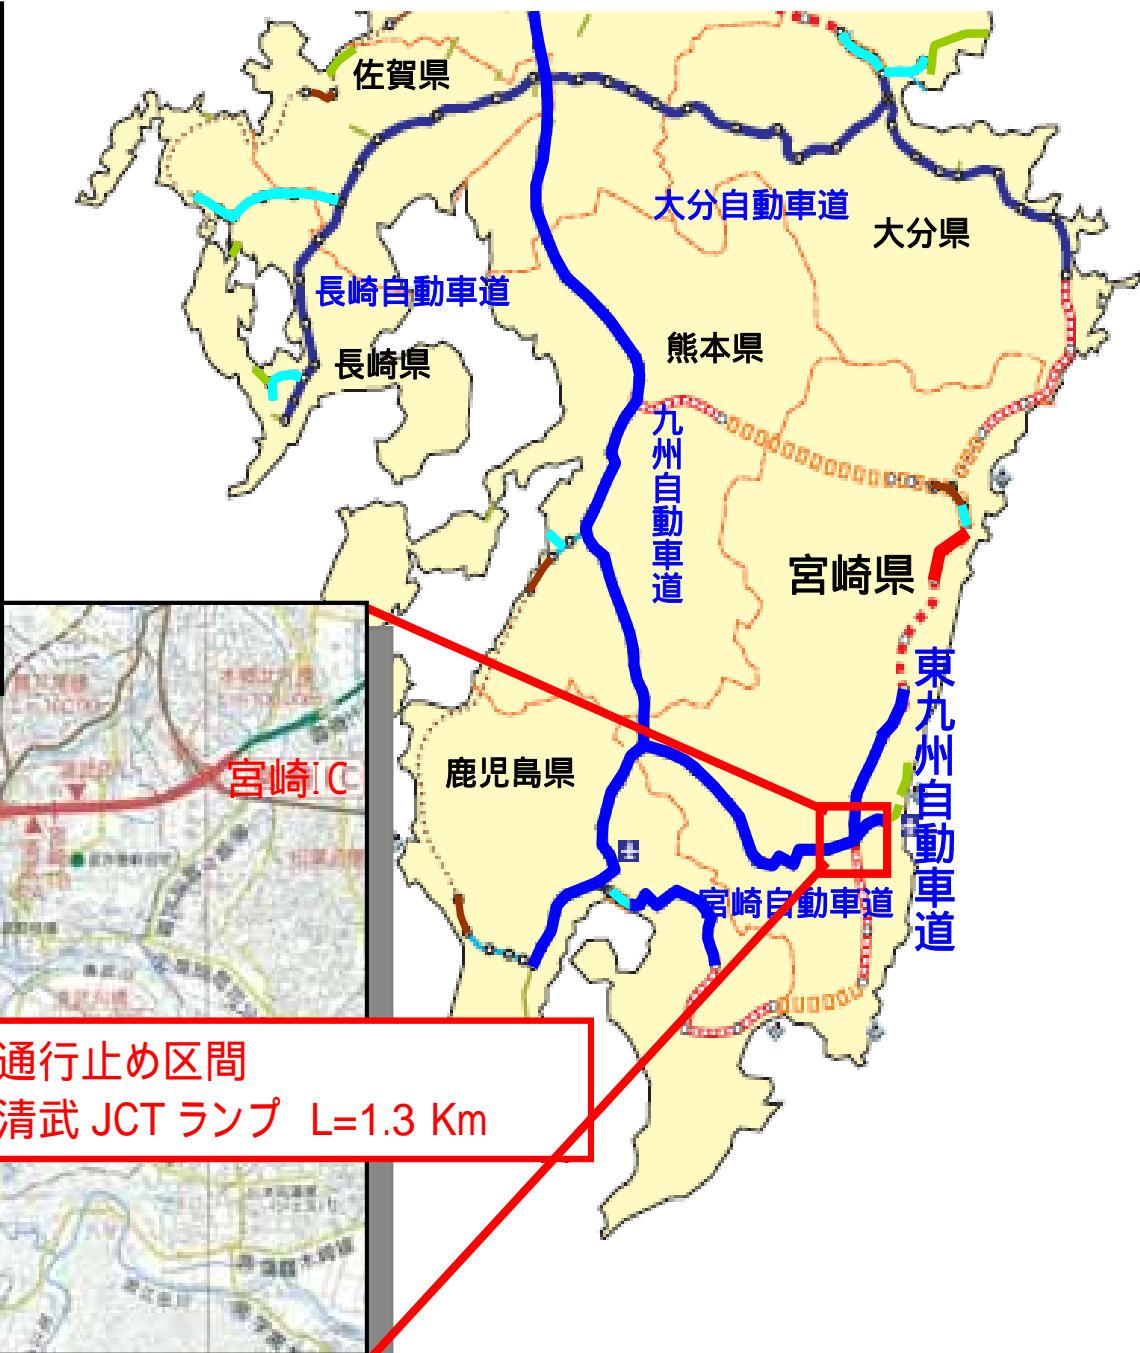 佐賀県
大分自動車道
大分県
長崎自動車道
長崎県
熊本県
九州自動車道
宮崎県
東九州自動車道
鹿児島県
宮崎自動車道
宮崎IC
通行止め区間
清武 JCT ランプ L=1.3 Km